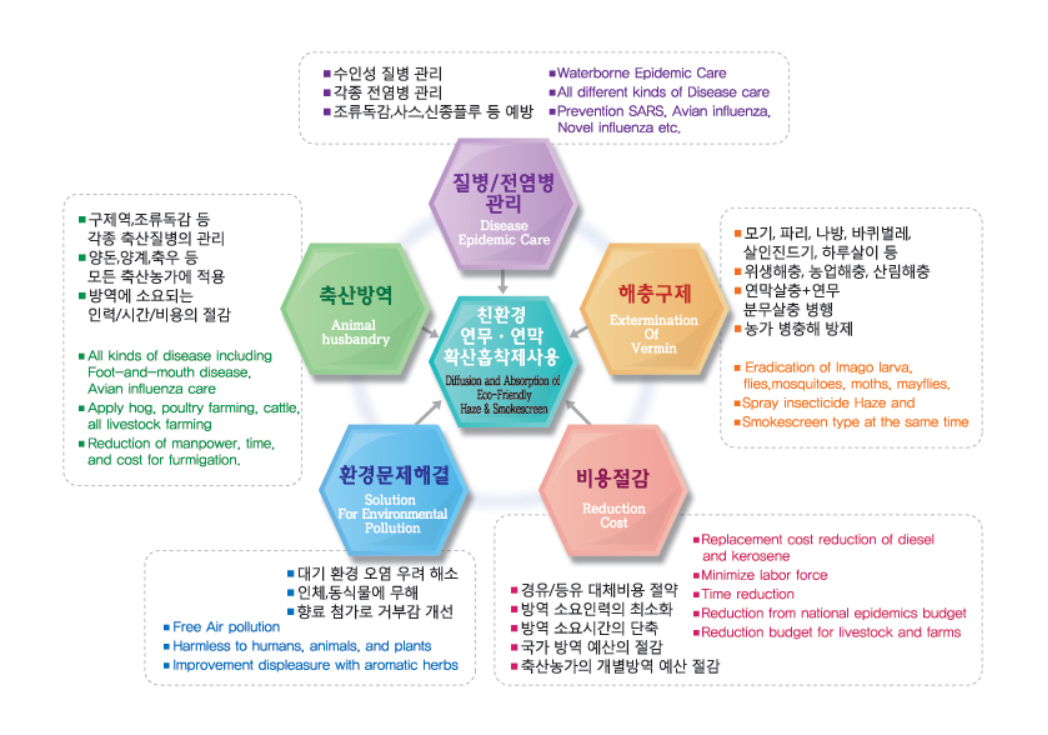 ■수인성 질병 관리
■각종 전염병 관리
■조류독감,사스,신종플루 등 예방
■Waterborne Epidemic Care
■All different kinds of Disease care
■Prevention SARS, Avian influenza,
Novel influenza etc.
질병/전염병
관리
Disease
Epidemic Care
■구제역,조류독감 등
각종 축산질병의 관리
■양돈,양계,축우 등
모든 축산농가에 적용
■방역에 소요되는
인력/시간/비용의 절감
■All kinds of disease including
Foot-and-mouth disease,
Avian influenza care
■Apply hog, poultry farming, cattle,
all livestock farming
■Reduction of manpower, time,
and cost for furmigation.
축산방역
Animal
husbandry
친환경
연무 · 연막
확산흡착제사용
Diffusion and Absorption of
Eco-Friendly
Haze & Smokescreen
해충구제
Extermination
Of
Vermin
■모기, 파리, 나방, 바퀴벌레,
살인진드기, 하루살이 등
■위생해충, 농업해충, 산림해충
■연막살충+연무
분무살충 병행
■농가 병충해 방제
■Eradication of Imago larva,
flies,mosquitoes, moths, mayflies.
■Spray insecticide Haze and
■Smokescreen type at the same time
환경문제해결
Solution
For Environmental
Pollution
■대기 환경 오염 우려 해소
■인체,동식물에 무해
■향료 첨가로 거부감 개선
■Free Air pollution
■Harmless to humans, animals, and plants
■Improvement displeasure with aromatic herbs
비용절감
Reduction
Cost
■경유/등유 대체비용 절약
■방역 소요인력의 최소화
■방역 소요시간의 단축
■국가 방역 예산의 절감
■축산농가의 개별방역 예산 절감
■Replacement cost reduction of diesel
and kerosene
■Minimize labor force
■Time reduction
■Reduction from national epidemics budget
■Reduction budget for livestock and farms